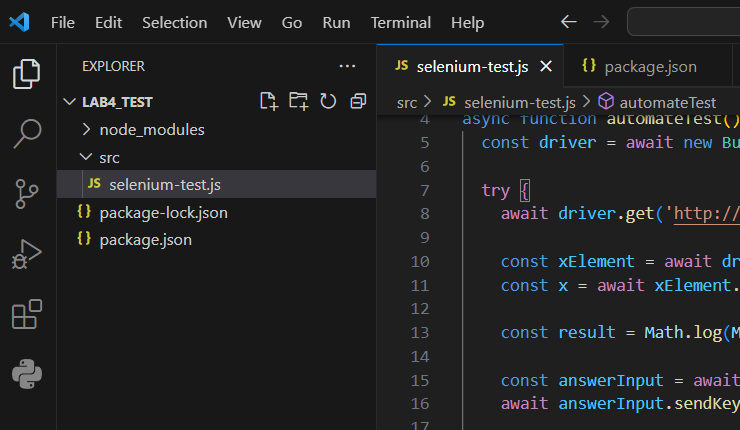 File Edit Selection View Go Run Terminal Help
EXPLORER
LAB4_TEST
node_modules
src
JS selenium-test.js
{} package-lock.json
{} package.json
JS selenium-test.js {} package.json
src > JS selenium-test.js > automateTest
4 async function automateTest()
5 const driver = await new Bu
6
7 try {
8 await driver.get('http://
9
10 const xElement = await dr
11 const x = await xElement.
12
13 const result = Math.log(M
14
15 const answerInput = await
16 await answerInput.sendKey
17